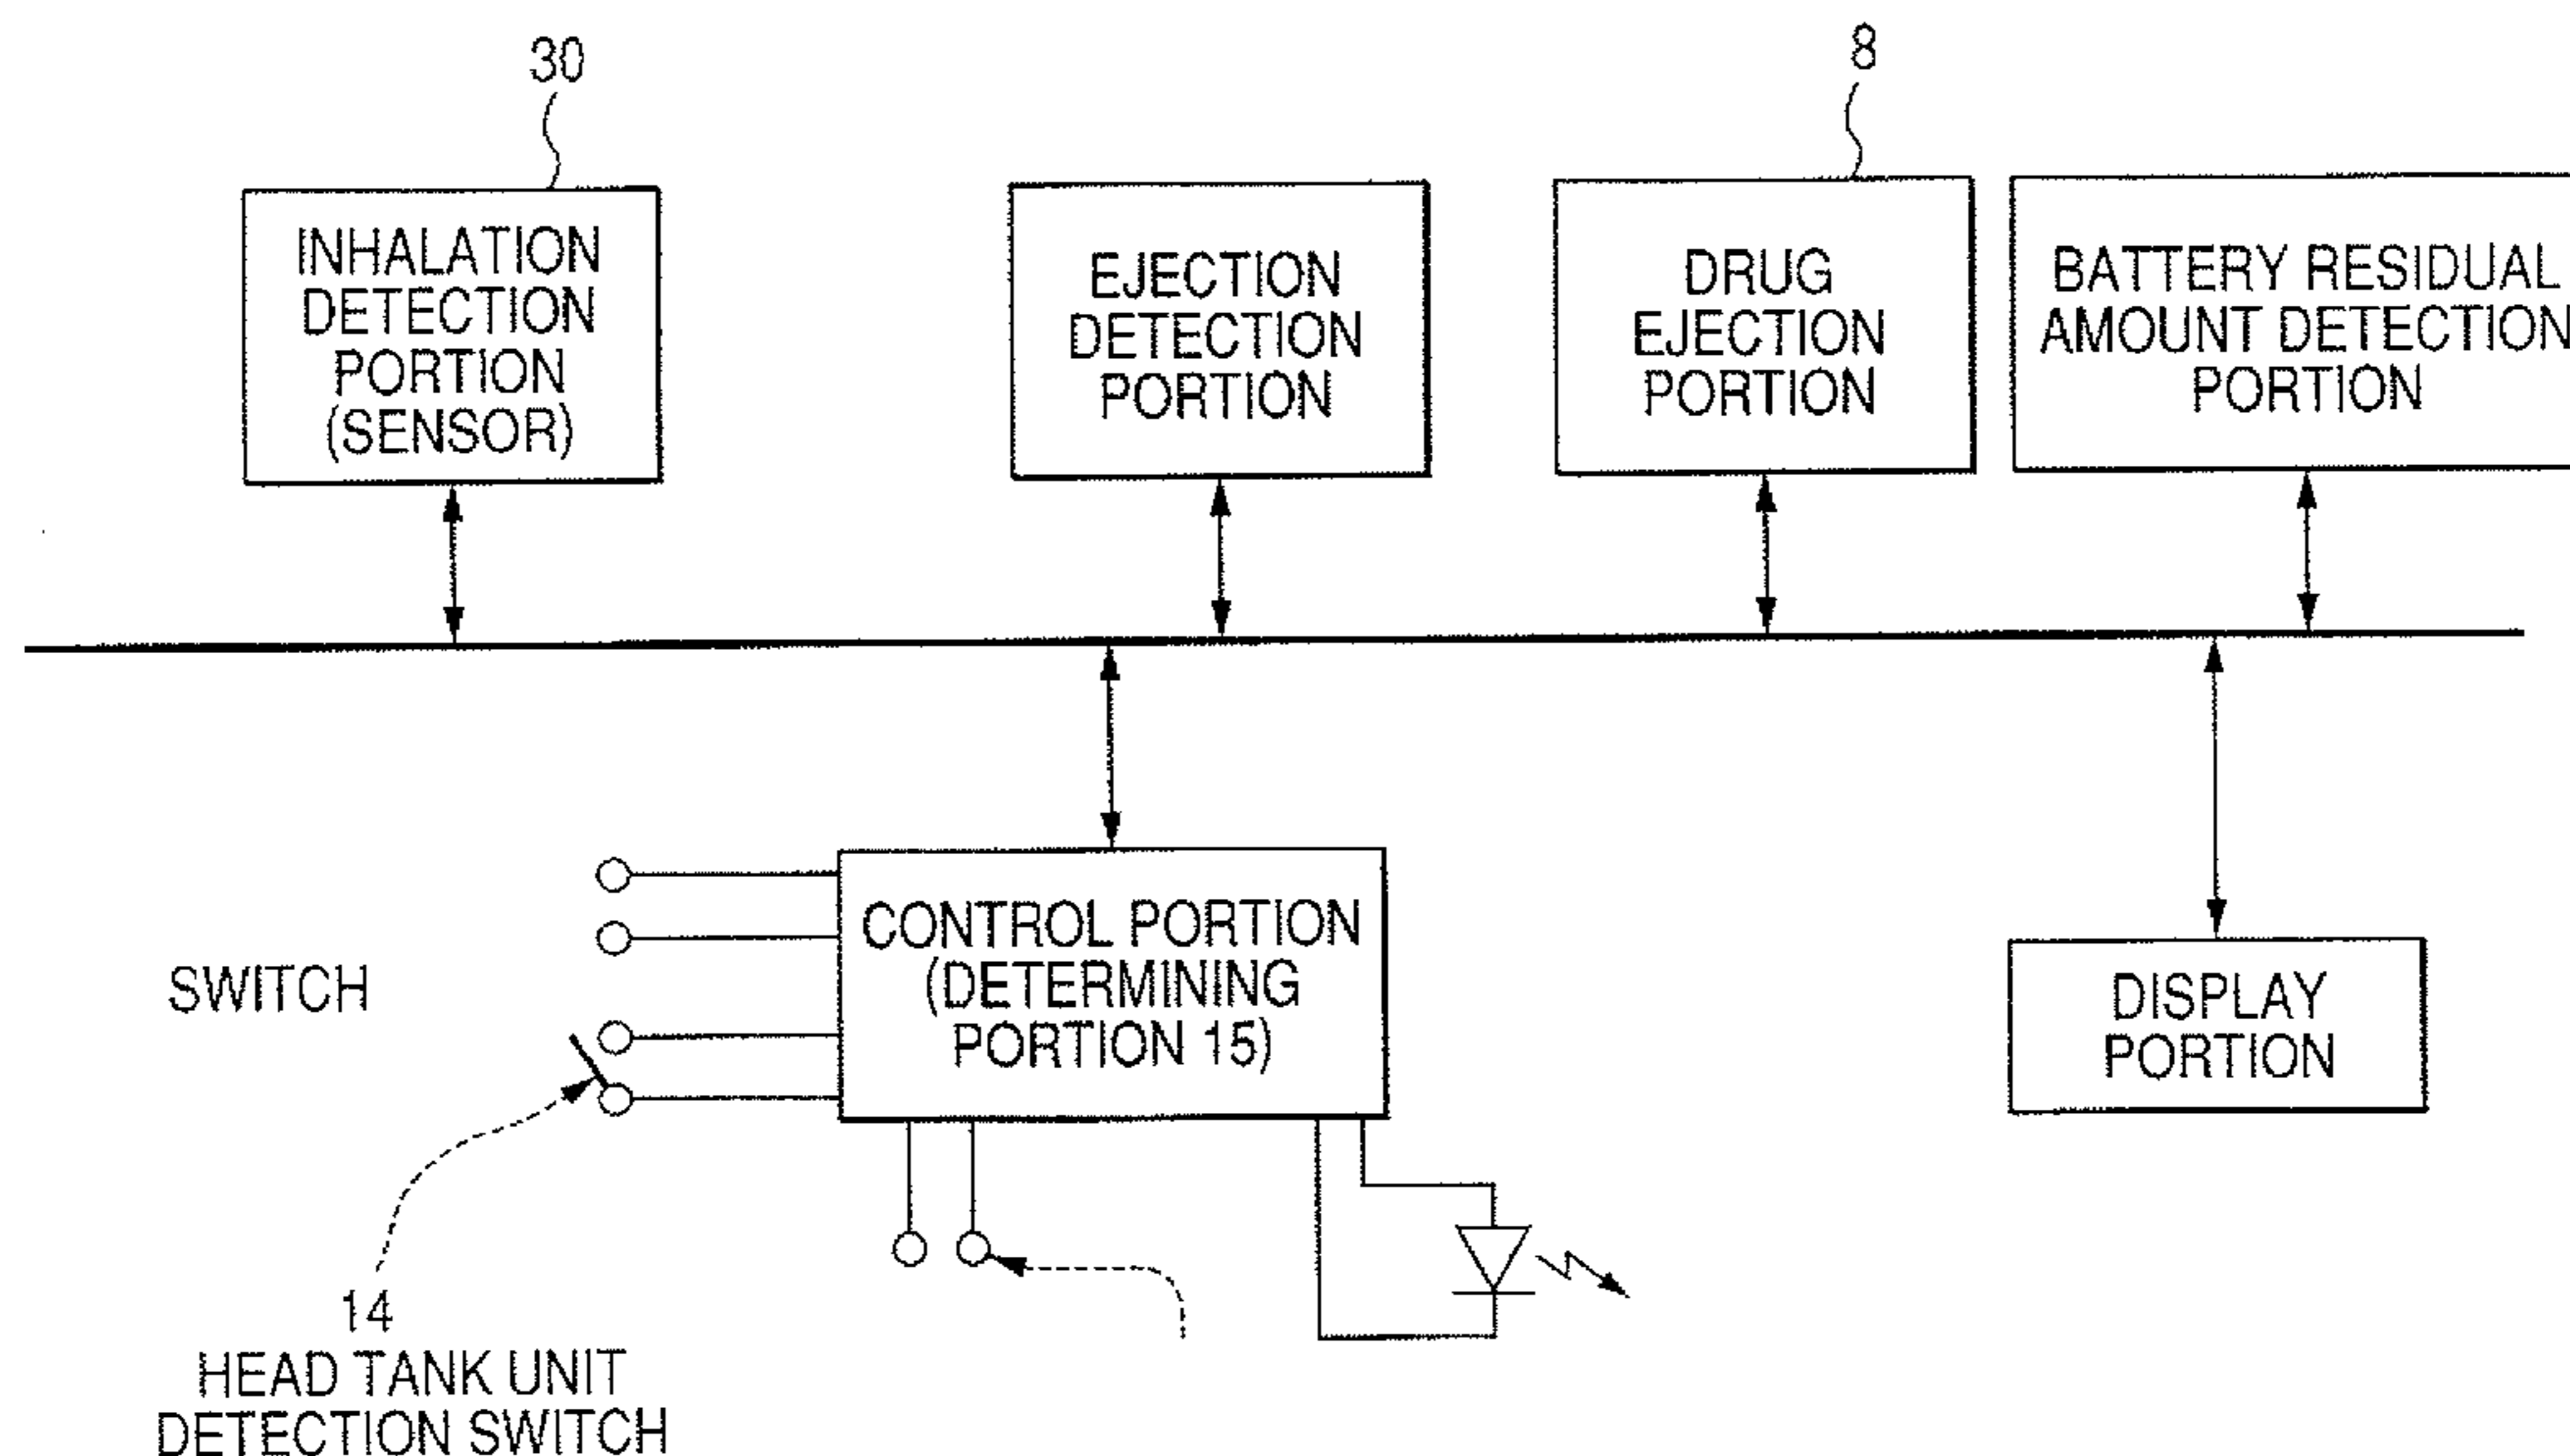 30
8
INHALATION
DETECTION
PORTION
(SENSOR)
EJECTION
DETECTION
PORTION
DRUG
EJECTION
PORTION
BATTERY RESIDUAL
AMOUNT DETECTION
PORTION
SWITCH
CONTROL PORTION
(DETERMINING
PORTION 15)
DISPLAY
PORTION
14
HEAD TANK UNIT
DETECTION SWITCH